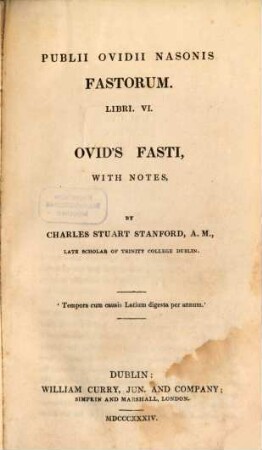 PUBLII OVIDII NASONIS
FASTORUM.
LIBRI. VI.
OVID'S FASTI,
WITH NOTES,
BY
CHARLES STUART STANFORD, A. M.,
LATE SCHOLAR OF TRINITY COLLEGE DUBLIN.
‘ Tempora cum causis Latium digesta per annum.’
DUBLIN:
WILLIAM CURRY, JUN. AND COMPANY;
SIMPKIN AND MARSHALL, LONDON.
MDCCCXXXIV.